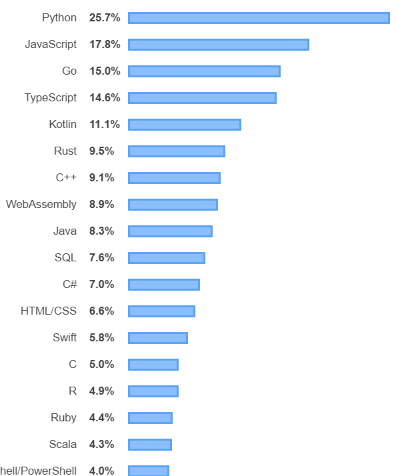 Python 25.7%
JavaScript 17.8%
Go 15.0%
TypeScript 14.6%
Kotlin 11.1%
Rust 9.5%
C++ 9.1%
WebAssembly 8.9%
Java 8.3%
SQL 7.6%
C# 7.0%
HTML/CSS 6.6%
Swift 5.8%
C 5.0%
R 4.9%
Ruby 4.4%
Scala 4.3%
hell/PowerShell 4.0%